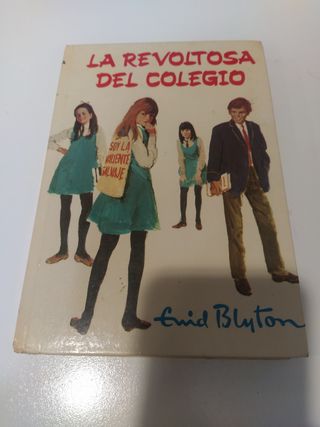 LA REVOLTOSA
DEL COLEGIO
SOY LA
VALIENTE
SALVAJE
Enid Blyton